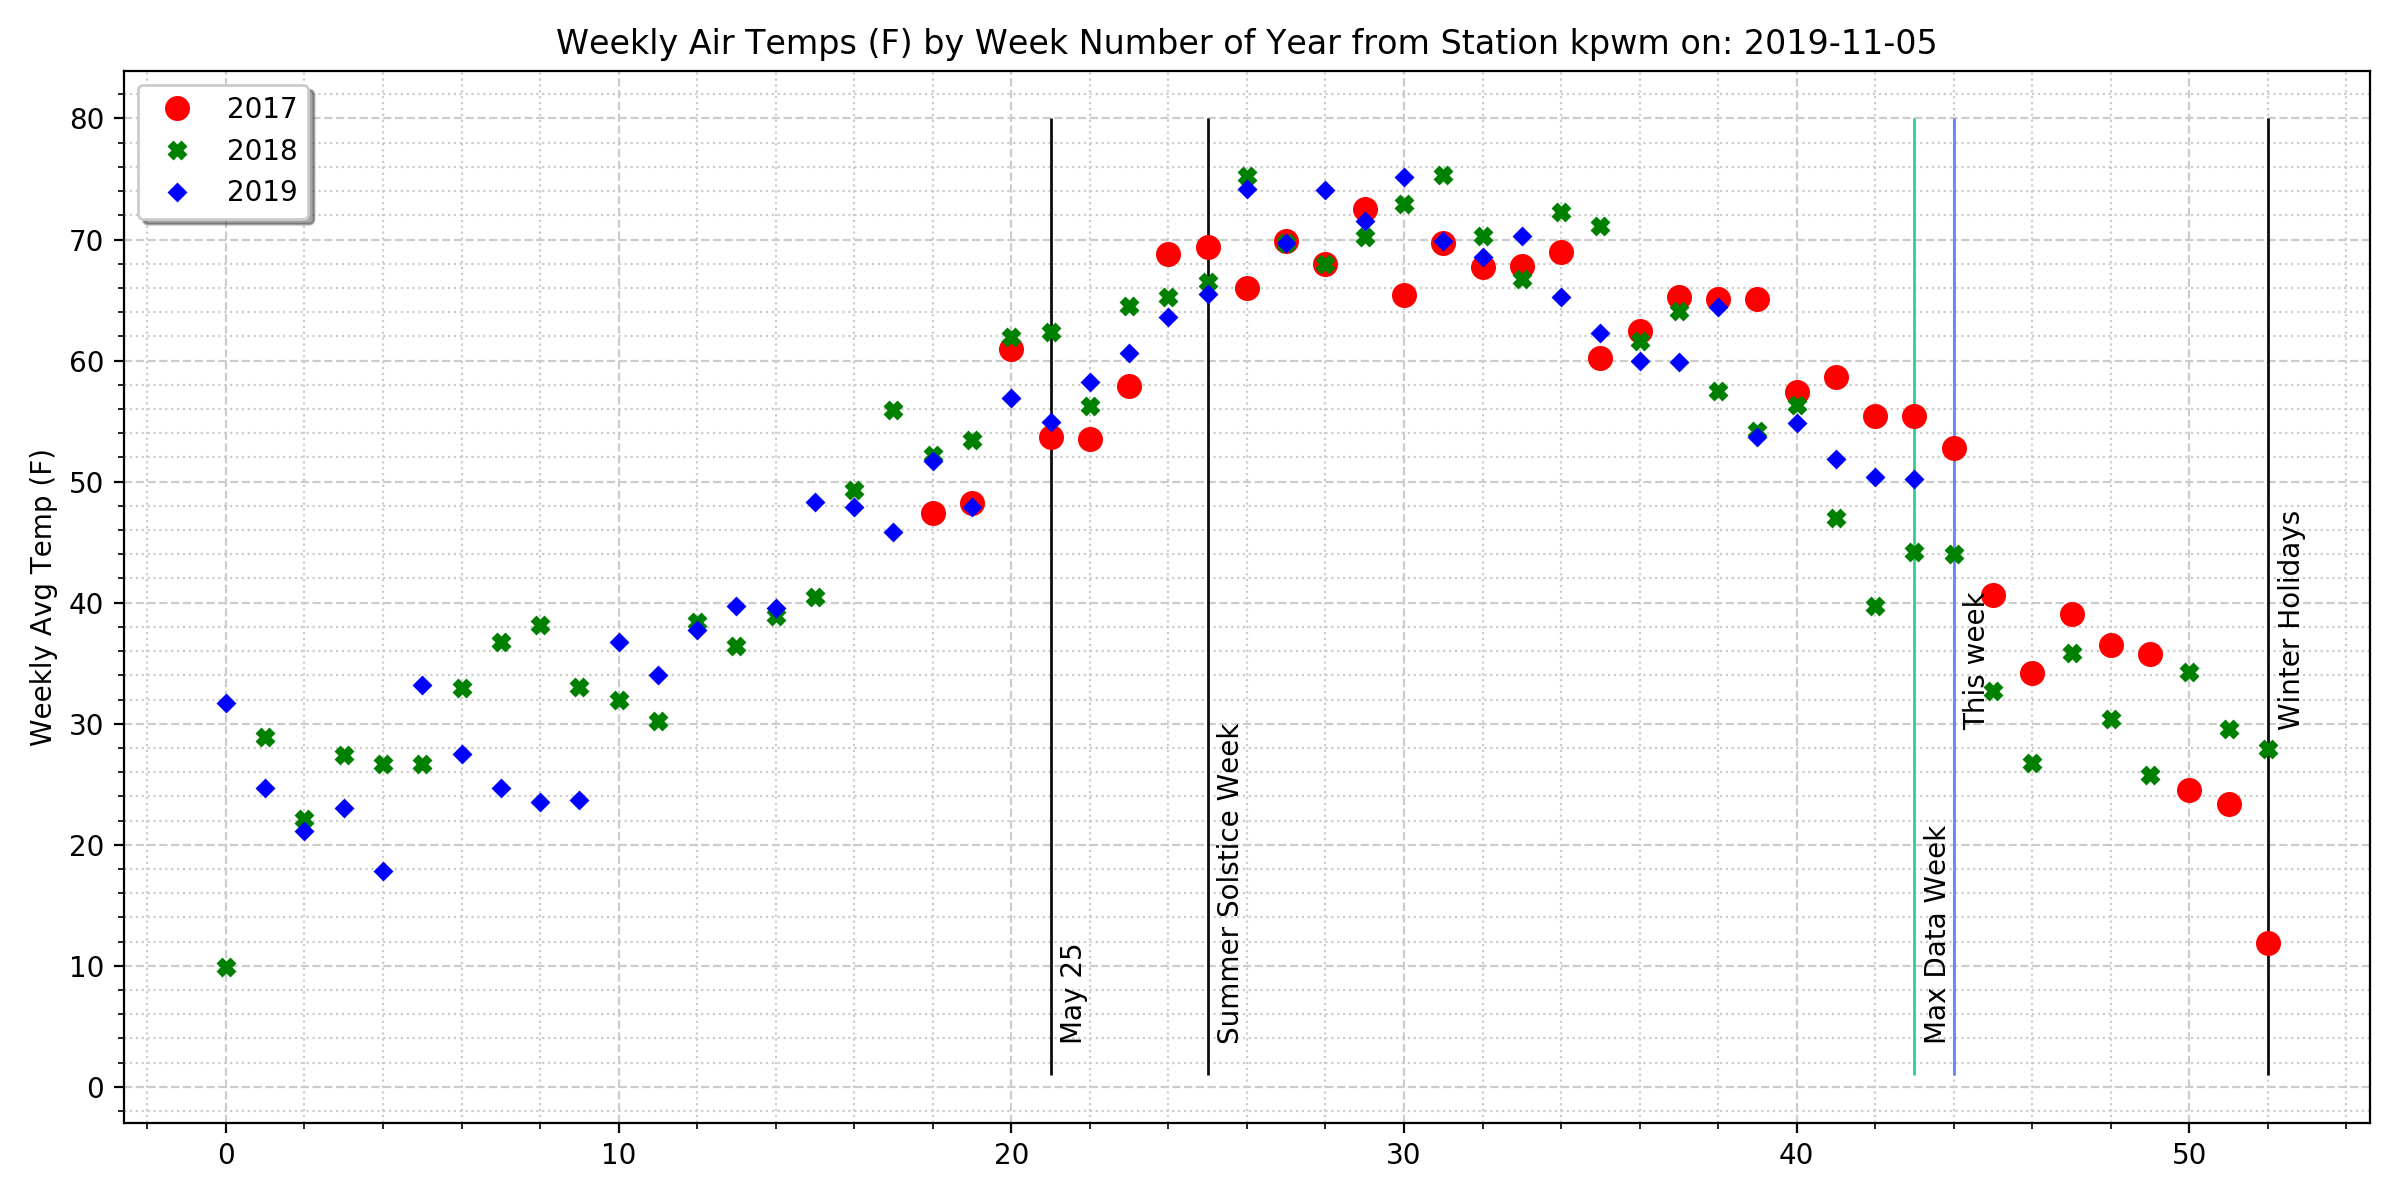 Weekly Air Temps (F) by Week Number of Year from Station kpwm on: 2019-11-05
2017
2018
2019
Weekly Avg Temp (F)
80
70
60
50
40
30
20
10
0
May 25
Summer Solstice Week
Max Data Week
This week
Winter Holidays
0
10
20
30
40
50